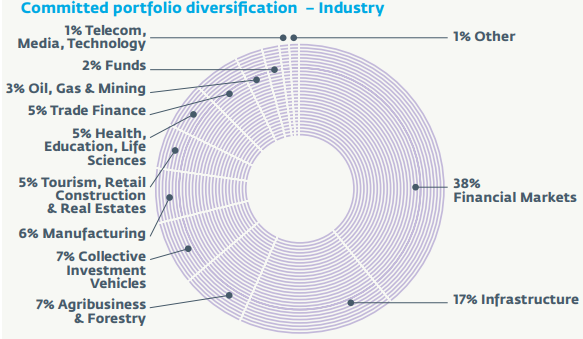 Committed portfolio diversification – Industry
1% Telecom,
Media, Technology
2% Funds
3% Oil, Gas & Mining
5% Trade Finance
5% Health,
Education, Life
Sciences
5% Tourism, Retail
Construction
& Real Estates
6% Manufacturing
7% Collective
Investment
Vehicles
7% Agribusiness
& Forestry
1% Other
38%
Financial Markets
17% Infrastructure